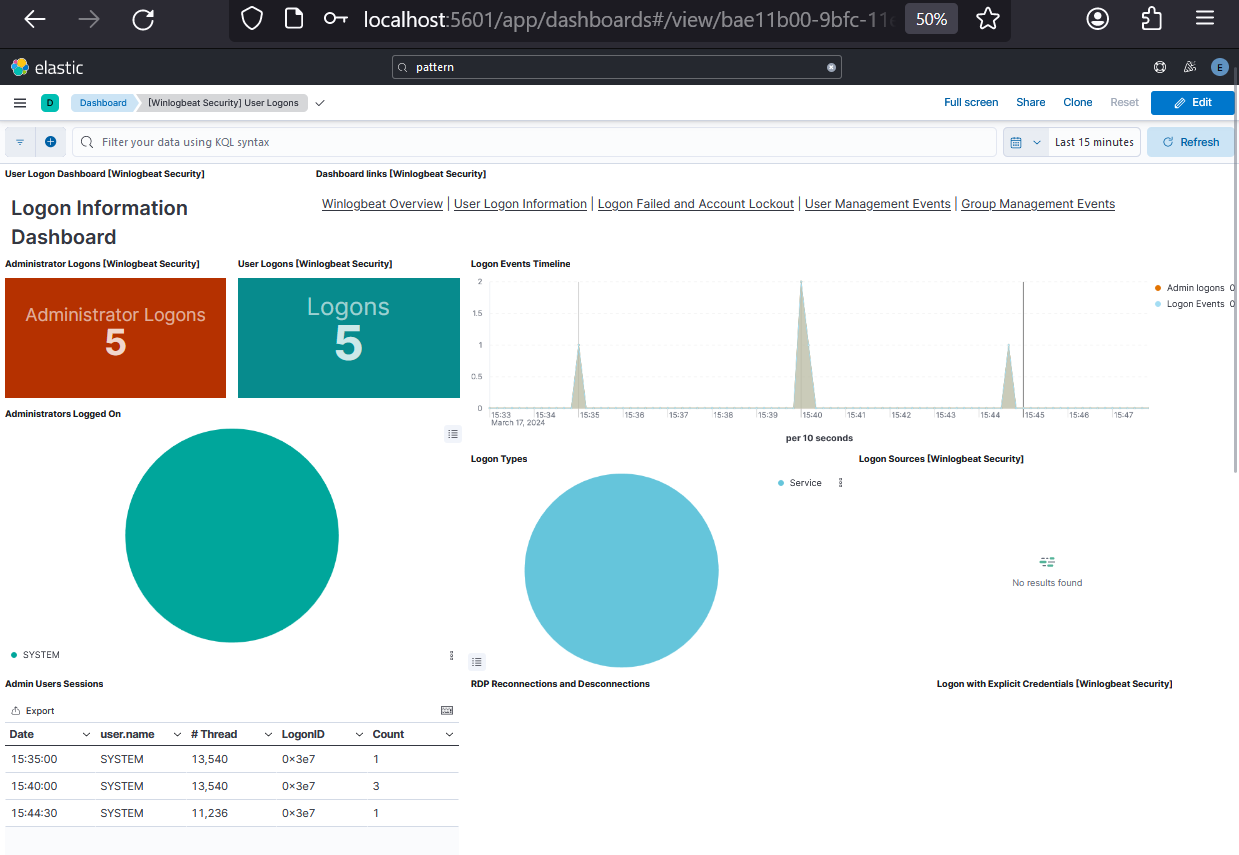 localhost:5601/app/dashboards#/view/bae11b00-9bfc-11
50%
elastic
pattern
E
D
Dashboard
[Winlogbeat Security] User Logons
Full screen
Share
Clone
Reset
Edit
Filter your data using KQL syntax
Last 15 minutes
Refresh
User Logon Dashboard [Winlogbeat Security]
Dashboard links [Winlogbeat Security]
Logon Information
Dashboard
Winlogbeat Overview | User Logon Information | Logon Failed and Account Lockout | User Management Events | Group Management Events
Administrator Logons [Winlogbeat Security]
User Logons [Winlogbeat Security]
Logon Events Timeline
Administrator Logons
5
Logons
5
2
1.5
1
0.5
0
15:33 15:34 15:35 15:36 15:37 15:38 15:39 15:40 15:41 15:42 15:43 15:44 15:45 15:46 15:47
March 17, 2024
per 10 seconds
Admin logons 0
Logon Events 0
Administrators Logged On
SYSTEM
Logon Types
Service
Logon Sources [Winlogbeat Security]
No results found
Admin Users Sessions
RDP Reconnections and Desconnections
Logon with Explicit Credentials [Winlogbeat Security]
Export
Date user.name # Thread LogonID Count
15:35:00 SYSTEM 13,540 0x3e7 1
15:40:00 SYSTEM 13,540 0x3e7 3
15:44:30 SYSTEM 11,236 0x3e7 1